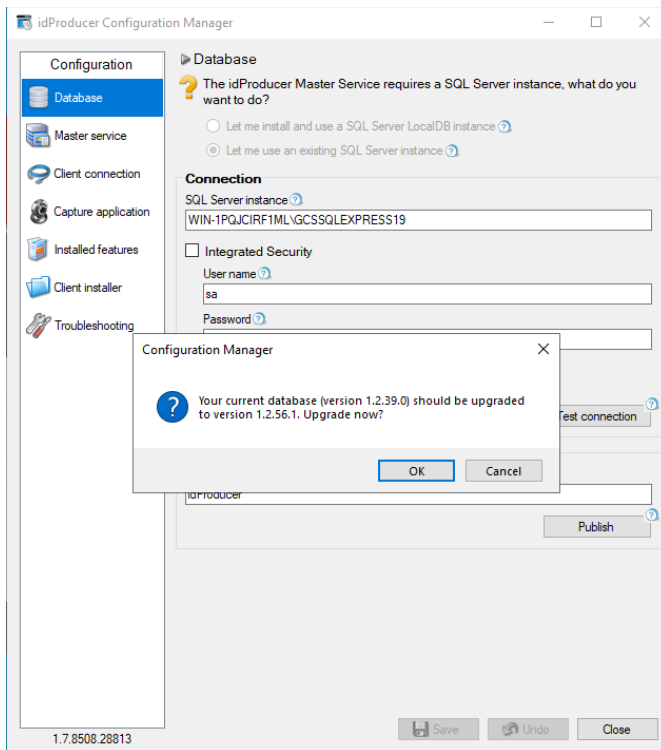 idProducer Configuration Manager
Configuration
Database
Master service
Client connection
Capture application
Installed features
Client installer
Troubleshooting
1.7.8508.28813
Database
The idProducer Master Service requires a SQL Server instance, what do you
want to do?
Let me install and use a SQL Server LocalDB instance
Let me use an existing SQL Server instance
Connection
SQL Server instance
WIN-1PQJCIRF1ML\GCSSQLEXPRESS19
Integrated Security
User name
sa
Password
Configuration Manager
Your current database (version 1.2.39.0) should be upgraded
to version 1.2.56.1. Upgrade now?
OK
Cancel
Test connection
idProducer
Publish
Save
Undo
Close